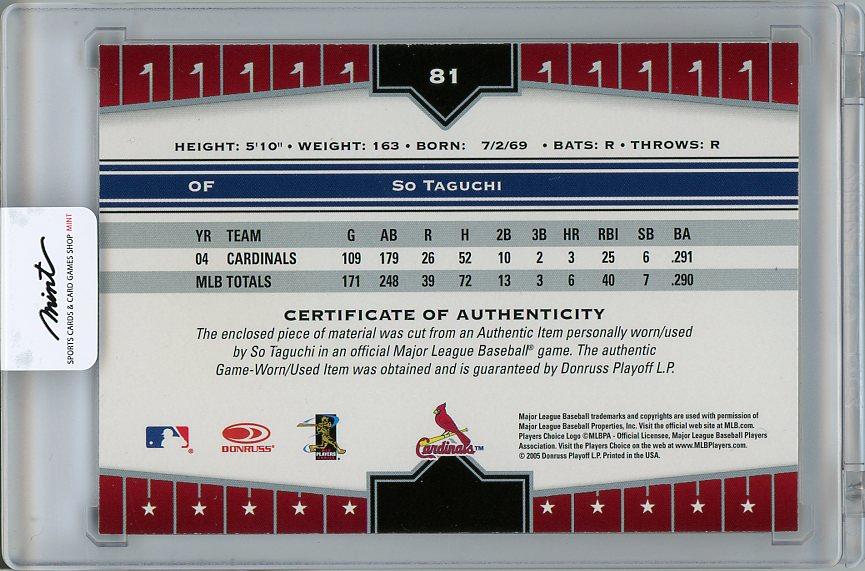 81
HEIGHT: 5'10" • WEIGHT: 163 • BORN: 7/2/69 • BATS: R • THROWS: R
OF SO TAGUCHI
YR TEAM G AB R H 2B 3B HR RBI SB BA
04 CARDINALS 109 179 26 52 10 2 3 25 6 .291
MLB TOTALS 171 248 39 72 13 3 6 40 7 .290
CERTIFICATE OF AUTHENTICITY
The enclosed piece of material was cut from an Authentic Item personally worn/used
by So Taguchi in an official Major League Baseball® game. The authentic
Game-Worn/Used Item was obtained and is guaranteed by Donruss Playoff L.P.
mint
SPORTS CARDS & CARD GAMES SHOP MINT
DONRUSS
PLAYERS
Cardinals™
Major League Baseball trademarks and copyrights are used with permission of
Major League Baseball Properties, Inc. Visit the official web site at MLB.com.
Players Choice Logo ©MLBPA - Official Licensee, Major League Baseball Players
Association. Visit the Players Choice on the web at www.MLBPlayers.com.
© 2005 Donruss Playoff L.P. Printed in the USA.